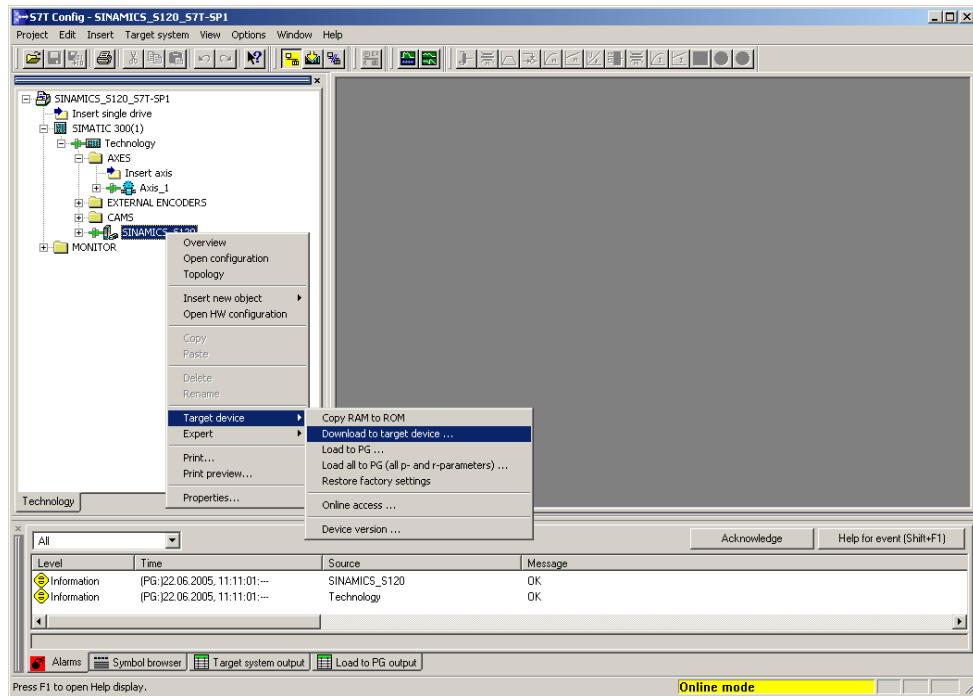 S7T Config - SINAMICS_S120_S7T-SP1
Project Edit Insert Target system View Options Window Help
SINAMICS_S120_S7T-SP1
Insert single drive
SIMATIC 300(1)
Technology
AXES
Insert axis
Axis_1
EXTERNAL ENCODERS
CAMS
SINAMICS_S120
MONITOR
Overview
Open configuration
Topology
Insert new object
Open HW configuration
Copy
Paste
Delete
Rename
Target device
Expert
Print...
Print preview...
Properties...
Copy RAM to ROM
Download to target device ...
Load to PG ...
Load all to PG (all p- and r-parameters) ...
Restore factory settings
Online access ...
Device version ...
Technology
All
Acknowledge
Help for event (Shift+F1)
Level Time Source Message
Information (PG:)22.06.2005, 11:11:01:--- SINAMICS_S120 OK
Information (PG:)22.06.2005, 11:11:01:--- Technology OK
Alarms Symbol browser Target system output Load to PG output
Press F1 to open Help display.
Online mode